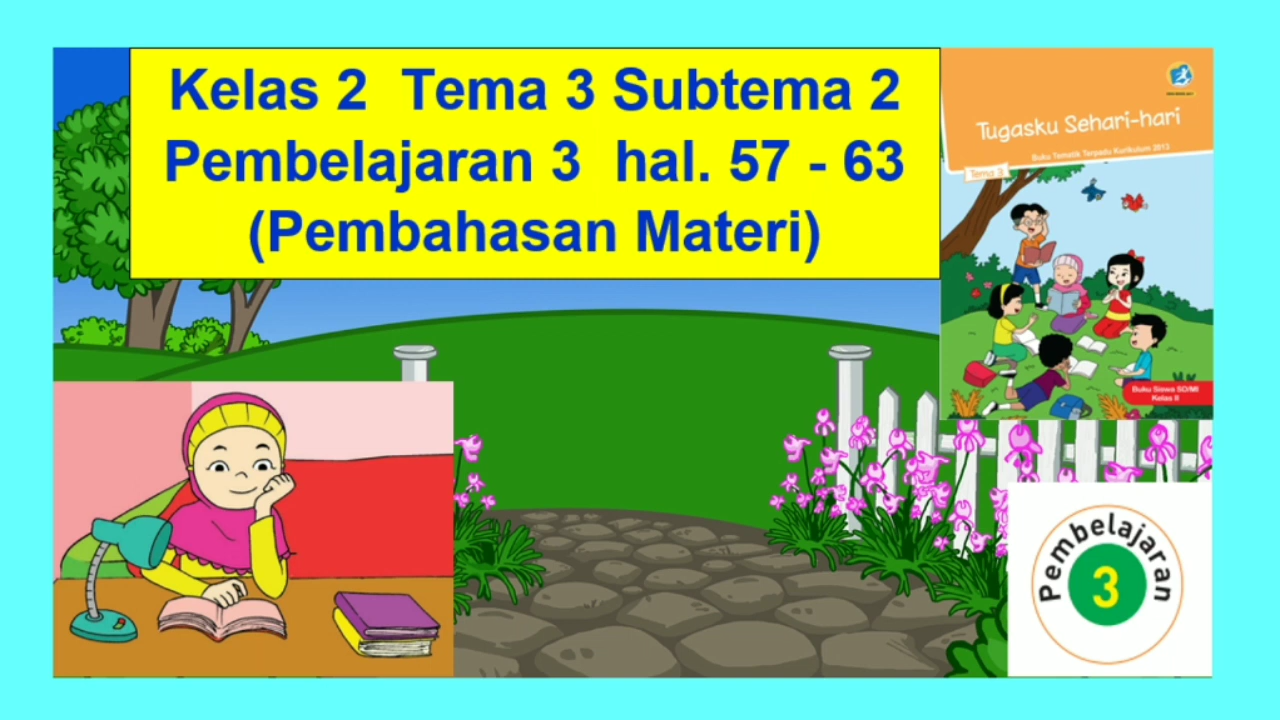 Kelas 2 Tema 3 Subtema 2
Pembelajaran 3 hal. 57 - 63
(Pembahasan Materi)
Tugasku Sehari-hari
Buku Tematik Terpadu Kurikulum 2013
Tema 3
Buku Siswa SD/MI
Kelas II
Pembelajaran
3